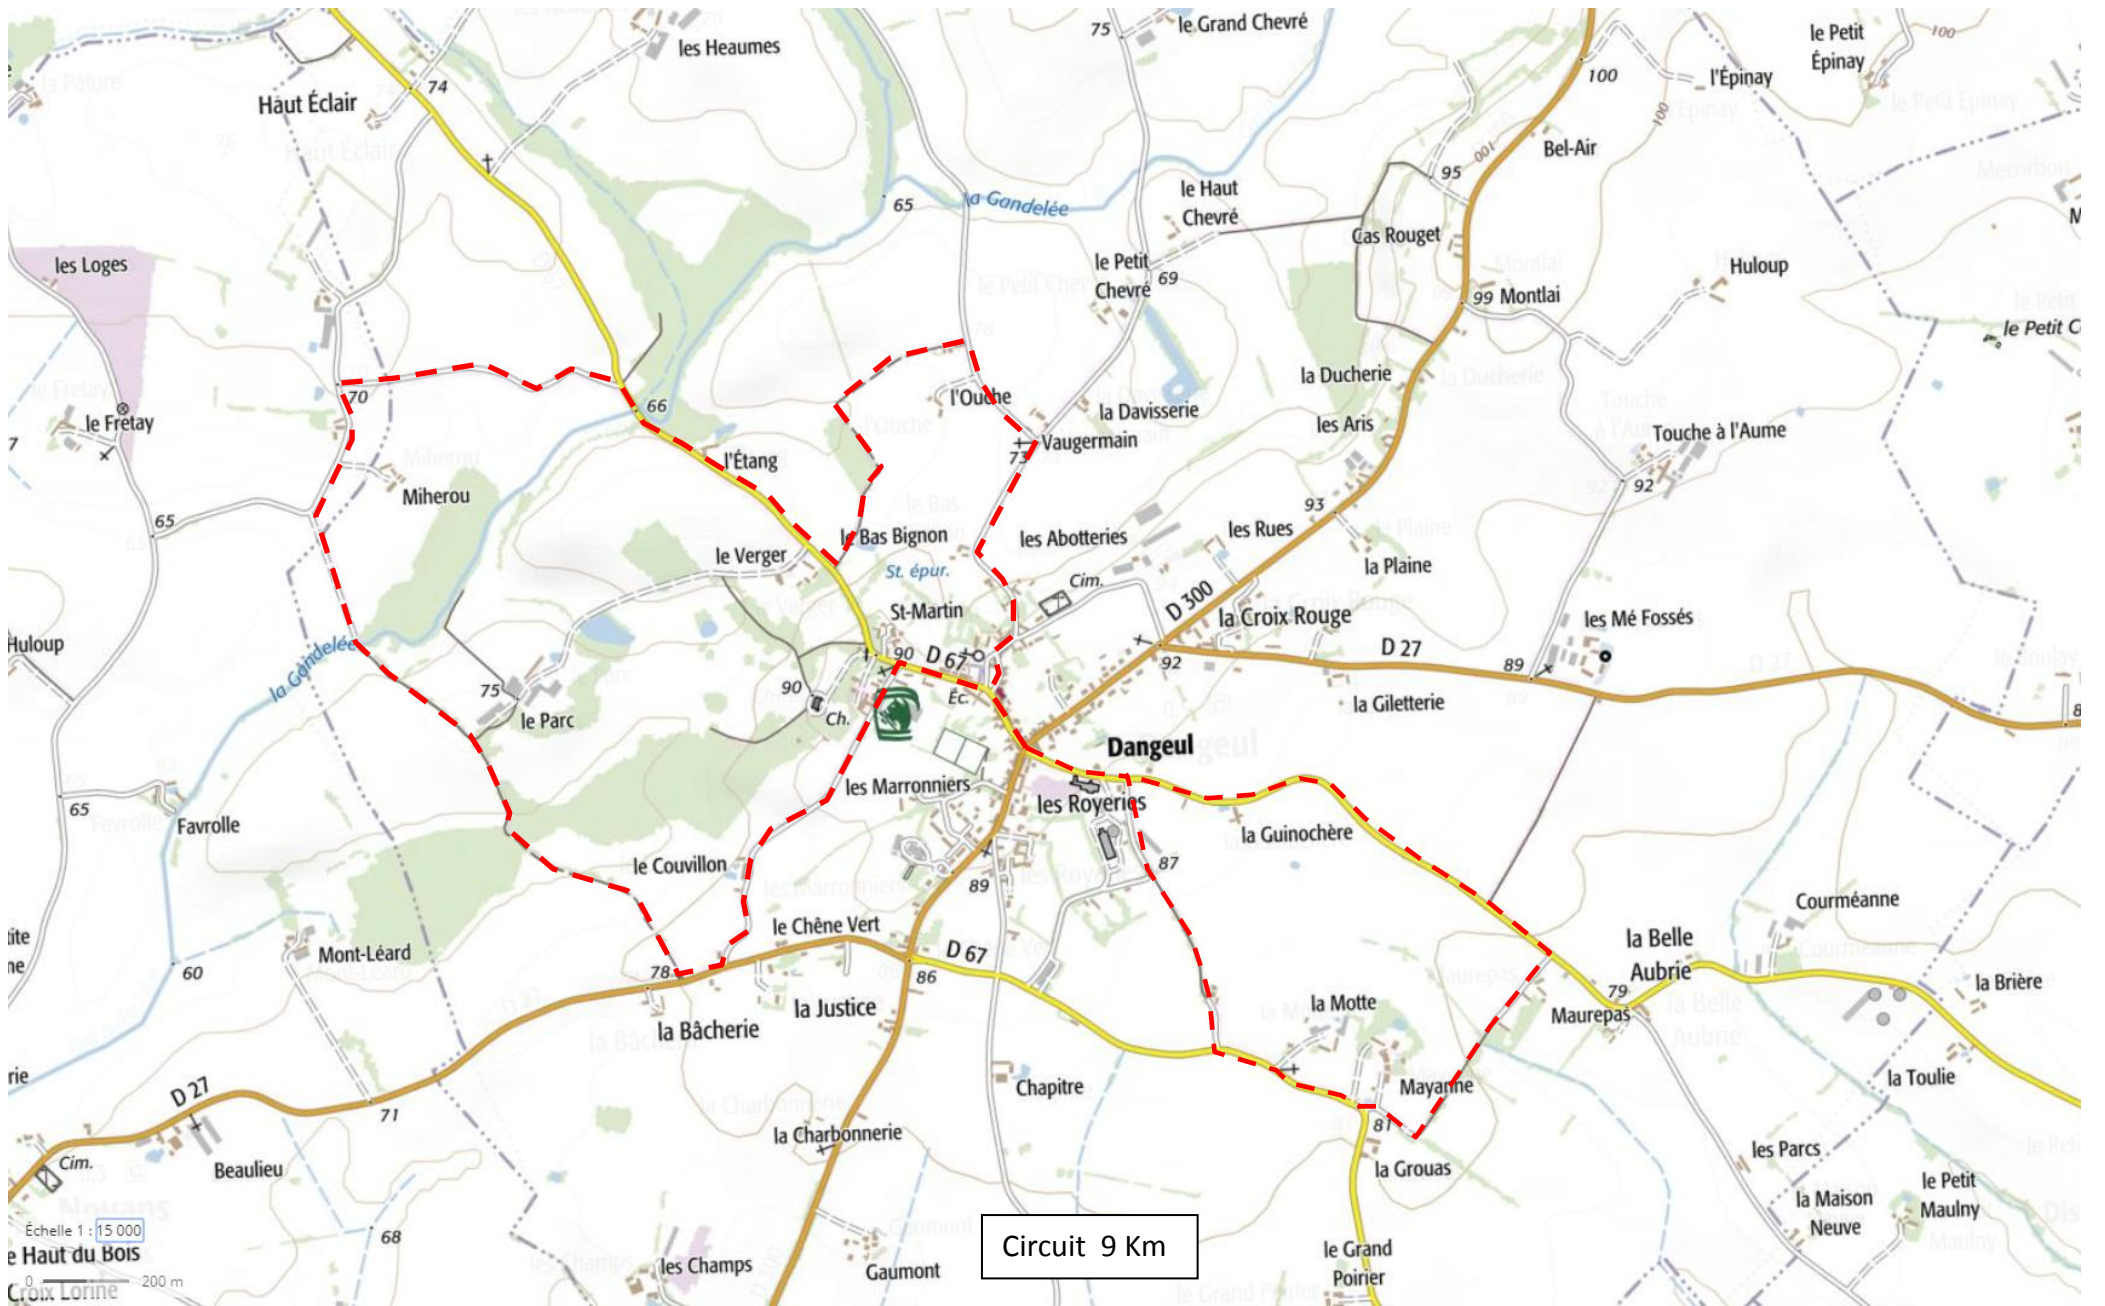 les Heaumes
75
le Grand Chevré
le Petit
Épinay
100
l'Épinay
100
74
Haut Éclair
100
Bel-Air
100
95
le Haut
Chevré
65
la Gandelée
Cas Rouget
les Loges
le Petit
Chevré
69
Huloup
99 Montlai
le Petit C
70
66
l'Ouche
la Ducherie
la Davisserie
les Aris
le Fretay
7
Vaugermain
73
Touche à l'Aume
l'Étang
Miherou
92
93
65
le Bas Bignon
les Abotteries
les Rues
le Verger
St. épur.
Cim.
la Plaine
St-Martin
D 300
la Croix Rouge
les Mé Fossés
Huloup
la Gandelée
90
D 67
92
D 27
89
75
90
Éc.
la Giletterie
le Parc
Ch.
8
Dangeul
les Marronniers
les Royeries
65
Favrolle
la Guinochère
le Couvillon
87
89
Courméanne
le Chêne Vert
la Belle
Aubrie
Mont-Léard
D 67
60
78
86
la Brière
79
la Motte
la Justice
Maurepas
la Bâcherie
rie
Chapitre
Mayanne
la Toulie
D 27
71
81
la Charbonnerie
les Parcs
Cim.
Beaulieu
la Grouas
le Petit
Maulny
la Maison
Neuve
Nouans
Échelle 1 : 15 000
68
Circuit 9 Km
e Haut du Bois
le Grand
Poirier
les Champs
Gaumont
0
200 m
Croix Lorine